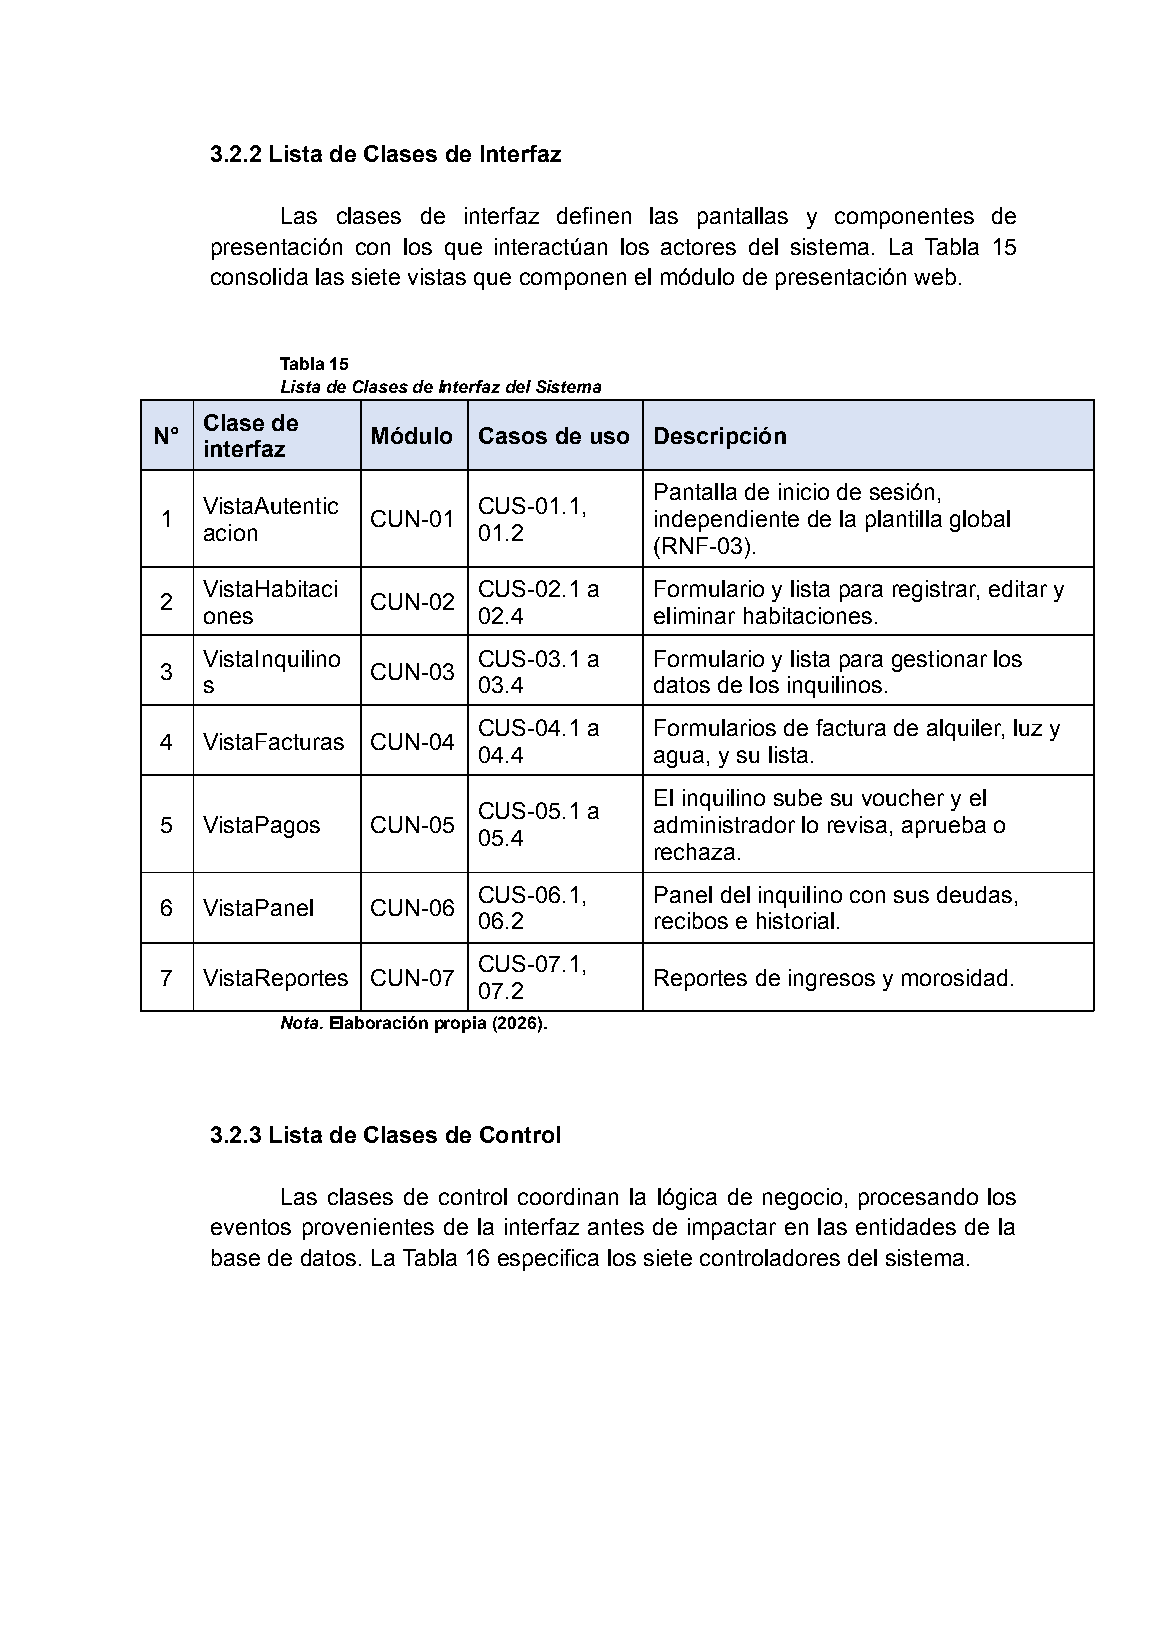 3.2.2 Lista de Clases de Interfaz
Las clases de interfaz definen las pantallas y componentes de
presentación con los que interactúan los actores del sistema. La Tabla 15
consolida las siete vistas que componen el módulo de presentación web.
Tabla 15
Lista de Clases de Interfaz del Sistema
N° Clase de interfaz Módulo Casos de uso Descripción
1 VistaAutentic
acion CUN-01 CUS-01.1,
01.2 Pantalla de inicio de sesión,
independiente de la plantilla global
(RNF-03).
2 VistaHabitaci
ones CUN-02 CUS-02.1 a
02.4 Formulario y lista para registrar, editar y
eliminar habitaciones.
3 VistaInquilino
s CUN-03 CUS-03.1 a
03.4 Formulario y lista para gestionar los
datos de los inquilinos.
4 VistaFacturas CUN-04 CUS-04.1 a
04.4 Formularios de factura de alquiler, luz y
agua, y su lista.
5 VistaPagos CUN-05 CUS-05.1 a
05.4 El inquilino sube su voucher y el
administrador lo revisa, aprueba o
rechaza.
6 VistaPanel CUN-06 CUS-06.1,
06.2 Panel del inquilino con sus deudas,
recibos e historial.
7 VistaReportes CUN-07 CUS-07.1,
07.2 Reportes de ingresos y morosidad.
Nota. Elaboración propia (2026).
3.2.3 Lista de Clases de Control
Las clases de control coordinan la lógica de negocio, procesando los
eventos provenientes de la interfaz antes de impactar en las entidades de la
base de datos. La Tabla 16 especifica los siete controladores del sistema.